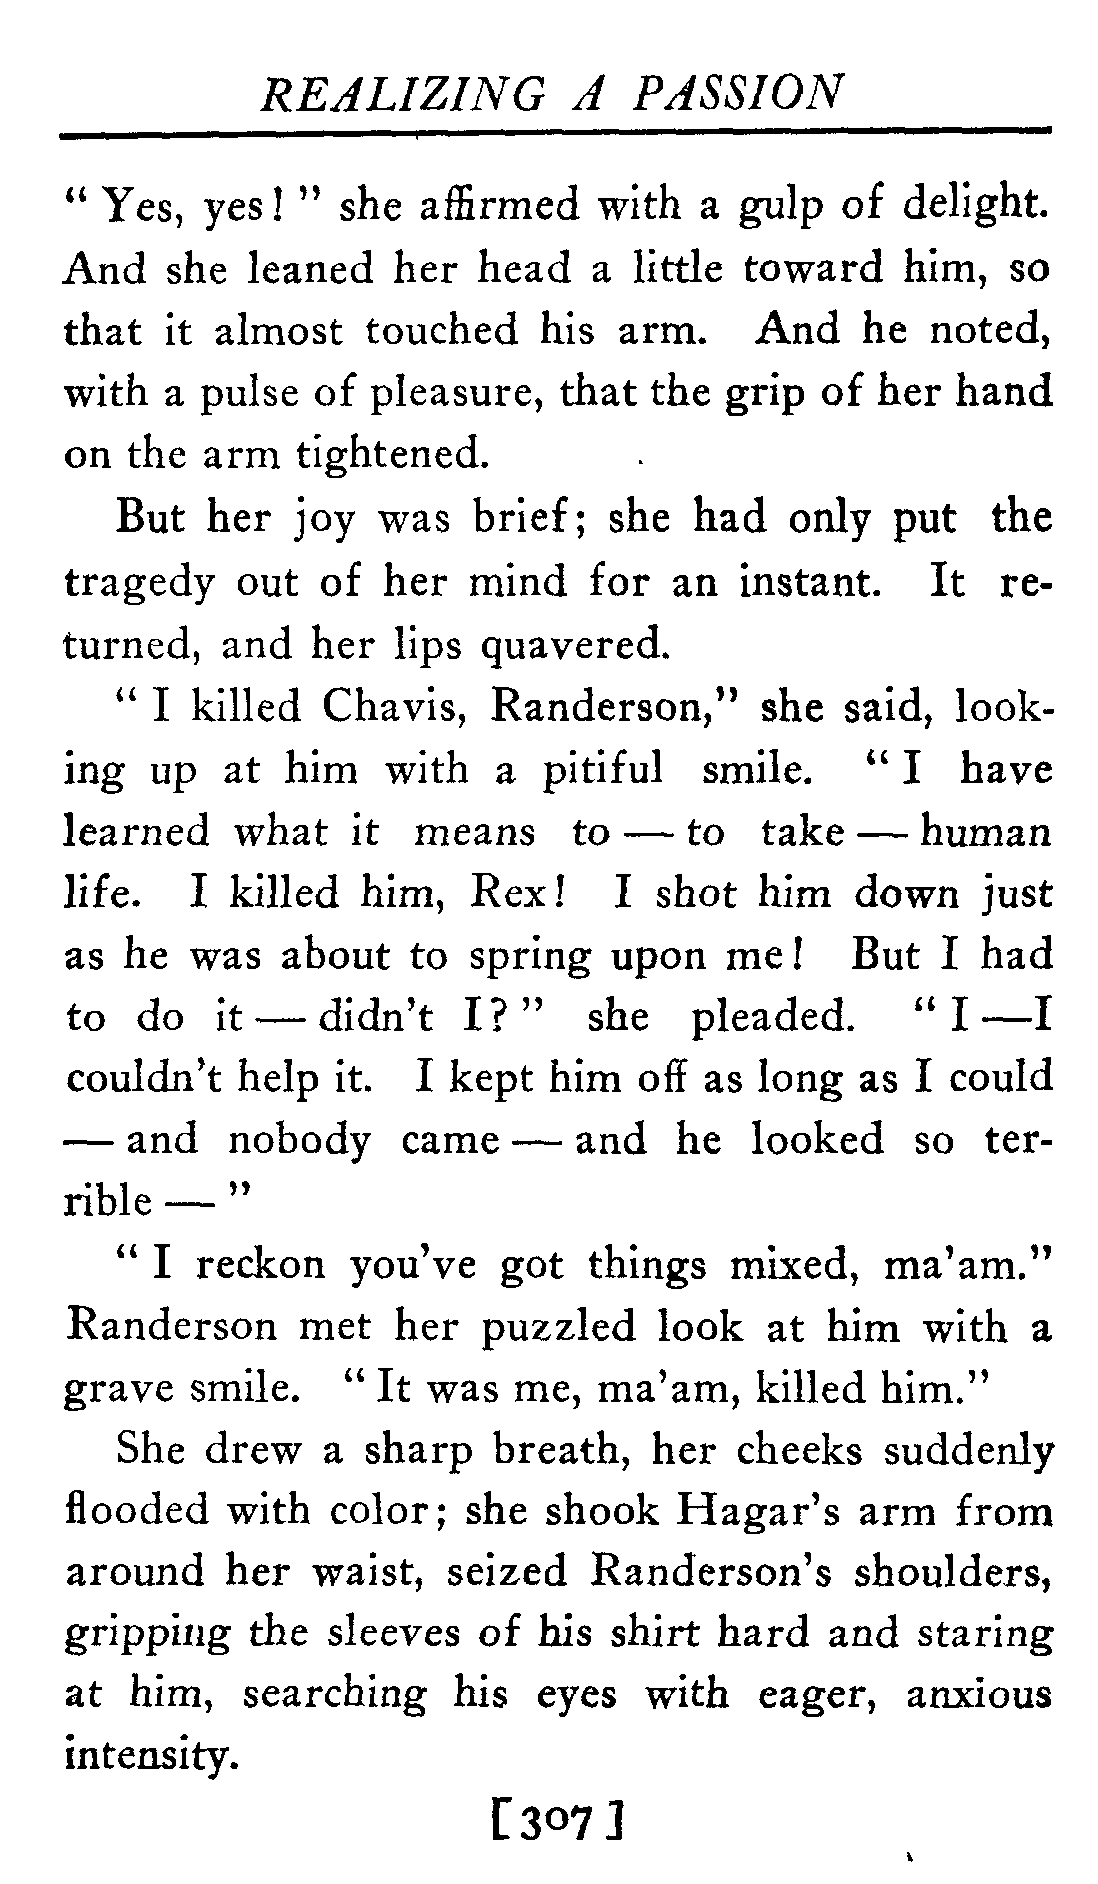 REALIZING A PASSION
" Yes, yes! " she affirmed with a gulp of delight.
And she leaned her head a little toward him, so
that it almost touched his arm. And he noted,
with a pulse of pleasure, that the grip of her hand
on the arm tightened.
But her joy was brief; she had only put the
tragedy out of her mind for an instant. It re-
turned, and her lips quavered.
" I killed Chavis, Randerson," she said, look-
ing up at him with a pitiful smile. " I have
learned what it means to — to take — human
life. I killed him, Rex! I shot him down just
as he was about to spring upon me! But I had
to do it — didn't I? " she pleaded. " I —I
couldn't help it. I kept him off as long as I could
— and nobody came — and he looked so ter-
rible — "
" I reckon you've got things mixed, ma'am."
Randerson met her puzzled look at him with a
grave smile. " It was me, ma'am, killed him."
She drew a sharp breath, her cheeks suddenly
flooded with color; she shook Hagar's arm from
around her waist, seized Randerson's shoulders,
gripping the sleeves of his shirt hard and staring
at him, searching his eyes with eager, anxious
intensity.
[307]